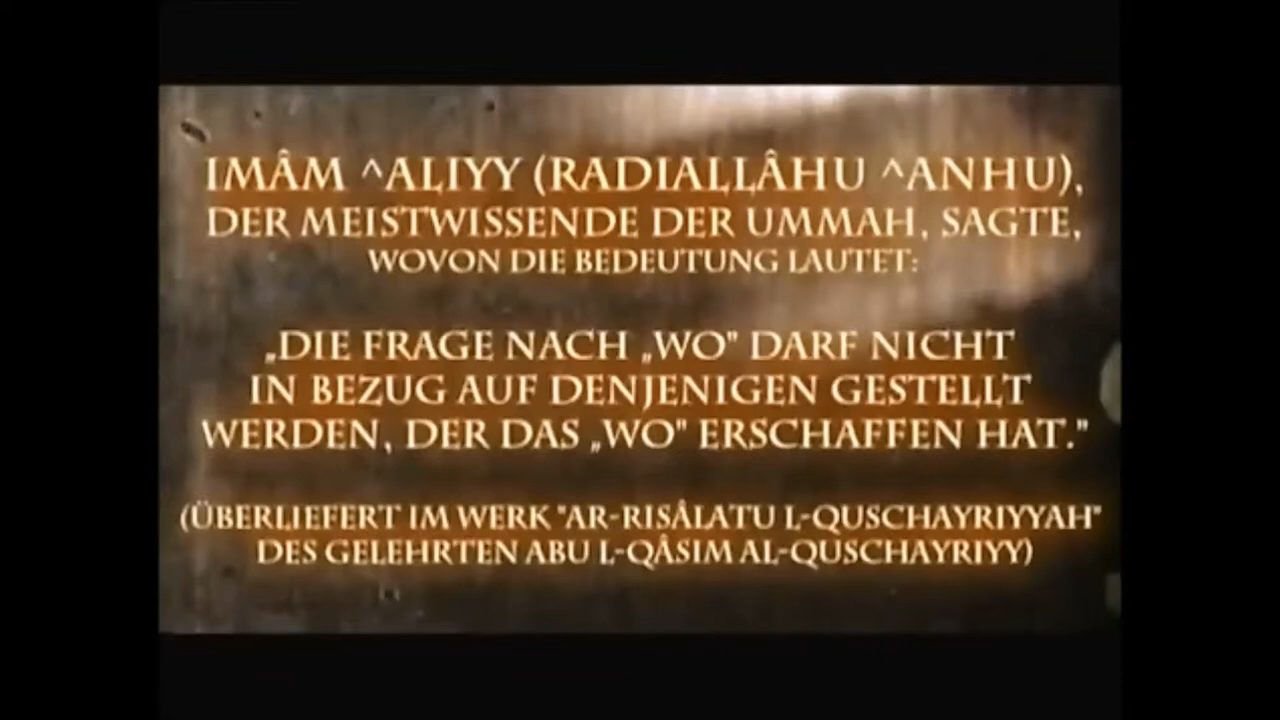 IMÂM ^ALIYY (RADIALLÂHU ^ANHU),
DER MEISTWISSENDE DER UMMAH, SAGTE,
WOVON DIE BEDEUTUNG LAUTET:
„DIE FRAGE NACH „WO" DARF NICHT
IN BEZUG AUF DENJENIGEN GESTELLT
WERDEN, DER DAS „WO" ERSCHAFFEN HAT."
(ÜBERLIEFERT IM WERK "AR-RISÂLATU L-QUSCHAYRIYYAH"
DES GELEHRTEN ABU L-QÂSIM AL-QUSCHAYRIYY)